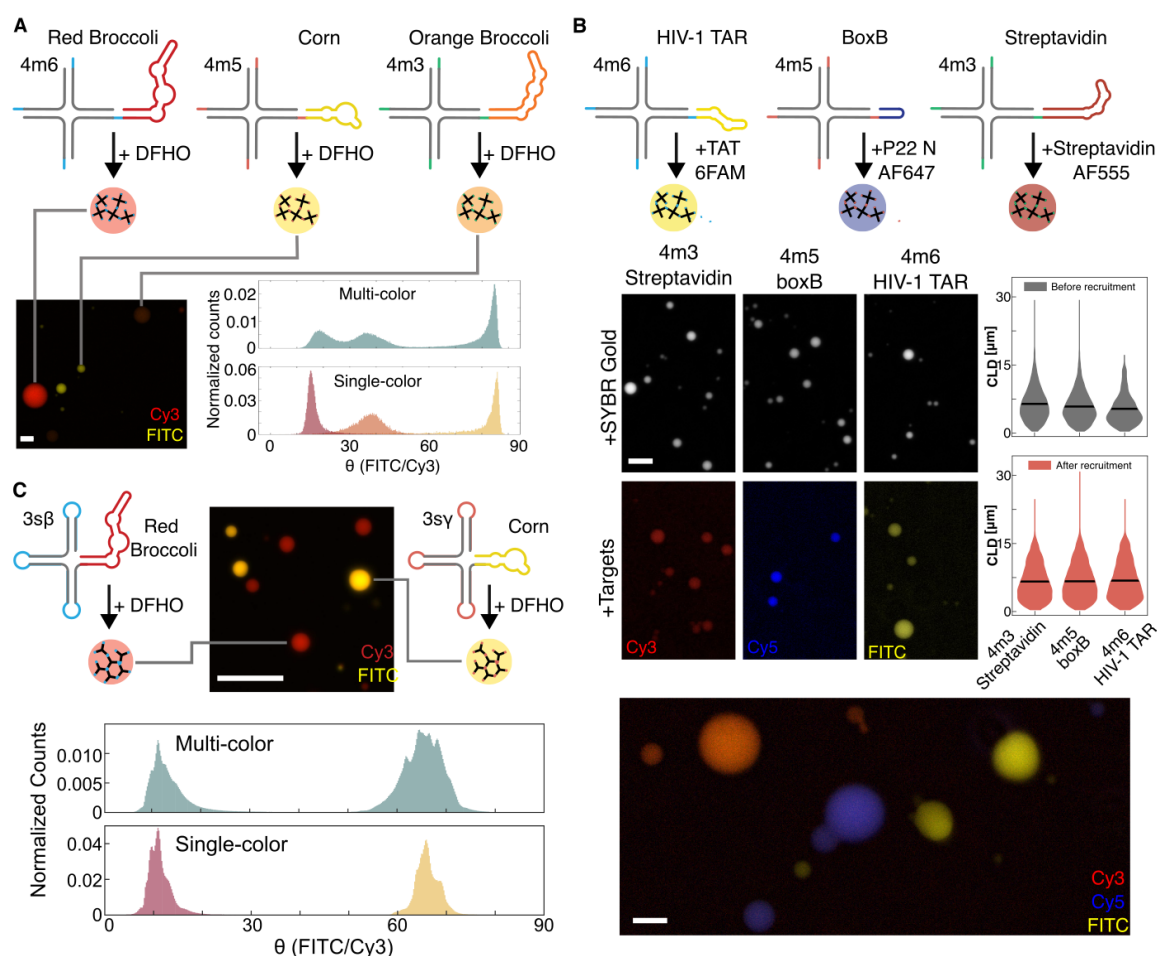 A
Red Broccoli
Corn
Orange Broccoli
4m6
4m5
4m3
+ DFHO
+ DFHO
+ DFHO
Cy3
FITC
Normalized counts
0.02
0.01
0
Multi-color
0.06
0.03
0
Single-color
0
30
60
90
θ (FITC/Cy3)
B
HIV-1 TAR
BoxB
Streptavidin
4m6
4m5
4m3
+TAT
6FAM
+P22 N
AF647
+Streptavidin
AF555
4m3
Streptavidin
4m5
boxB
4m6
HIV-1 TAR
+SYBR Gold
+Targets
Cy3
Cy5
FITC
Before recruitment
CLD [µm]
30
15
0
After recruitment
CLD [µm]
30
15
0
4m3
Streptavidin
4m5
boxB
4m6
HIV-1 TAR
Cy3
Cy5
FITC
C
3sβ
Red
Broccoli
+ DFHO
3sγ
Corn
+ DFHO
Cy3
FITC
Normalized Counts
Multi-color
0.010
0.005
0
Single-color
0.04
0.02
0
0
30
60
90
θ (FITC/Cy3)